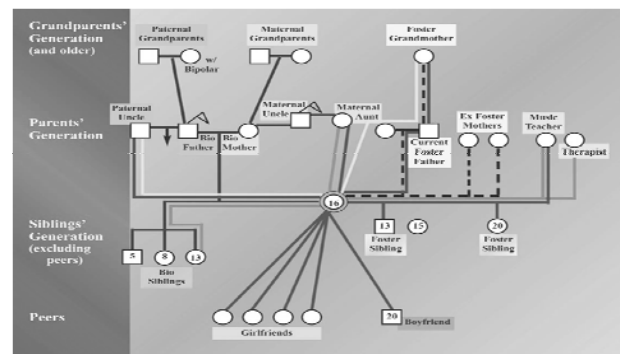 Grandparents'
Generation
(and older)
Paternal
Grandparents
w/
Bipolar
Maternal
Grandparents
Foster
Grandmother
Parents'
Generation
Paternal
Uncle
Bio
Father
Bio
Mother
Maternal
Uncle
Maternal
Aunt
Current
Foster
Father
Ex Foster
Mothers
Music
Teacher
Therapist
16
Siblings'
Generation
(excluding
peers)
5
8
13
Bio
Siblings
13
15
Foster
Sibling
20
Foster
Sibling
Peers
Girlfriends
20
Boyfriend